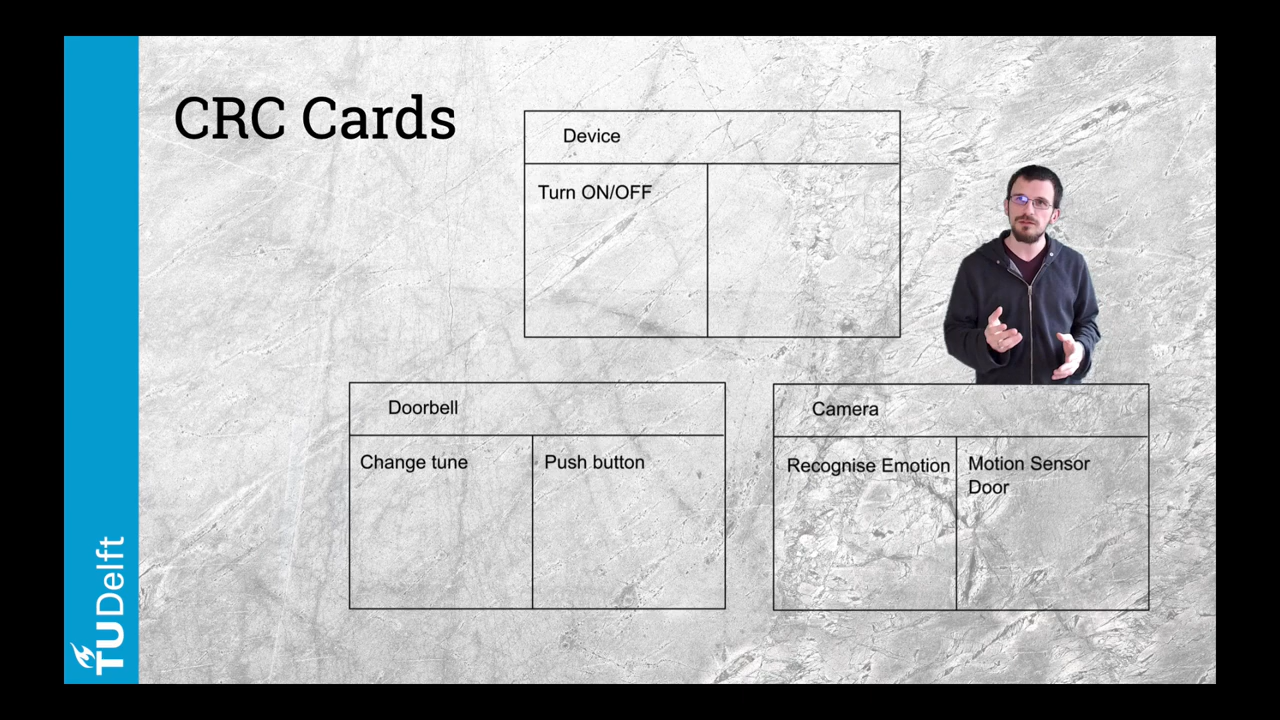 CRC Cards
Device
Turn ON/OFF
Doorbell
Change tune
Push button
Camera
Recognise Emotion
Motion Sensor
Door
TUDelft